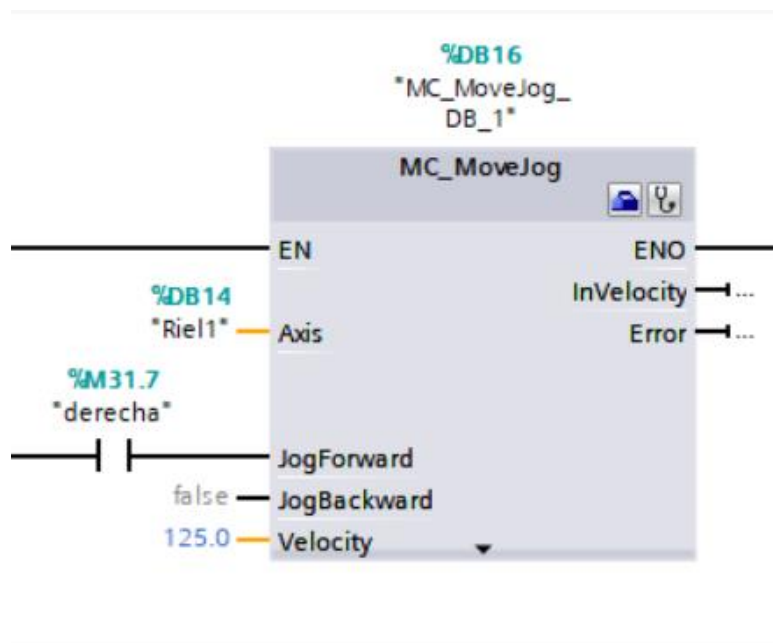 %DB16
"MC_MoveJog_
DB_1"
MC_MoveJog
EN
ENO
%DB14
InVelocity ...
"Riel1"
Axis
Error ...
%M31.7
"derecha"
JogForward
false
JogBackward
125.0
Velocity